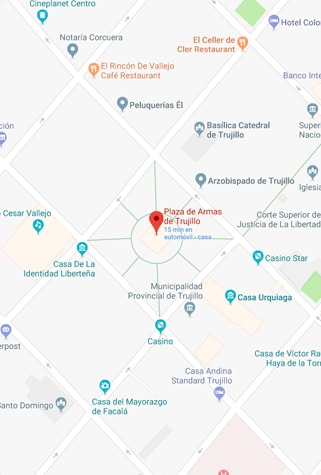 Cineplanet Centro
Hotel Colo
Notaría Corcuera
El Celler de
Cler Restaurant
El Rincón De Vallejo
Café Restaurant
Banco Inte
Peluquerías Él
Super
Nacio
Basílica Catedral
de Trujillo
ción
Iglesia
Arzobispado de Trujillo
Plaza de Armas
de Trujillo
15 min en
automóvil - casa
Cesar Vallejo
Corte Superior de
Justicia de La Libertad
Casa De La
Identidad Liberteña
Casino Star
Municipalidad
Provincial de Trujillo
Casa Urquiaga
Casino
erpost
Casa de Víctor Ra
Haya de la Torr
Casa Andina
Standard Trujillo
Casa del Mayorazgo
de Facalá
Santo Domingo